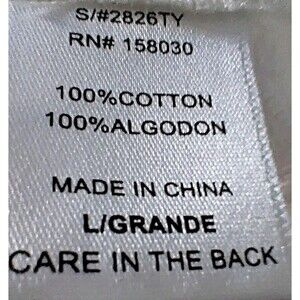 S/#2826TY
RN# 158030
100%COTTON
100%ALGODON
MADE IN CHINA
L/GRANDE
CARE IN THE BACK